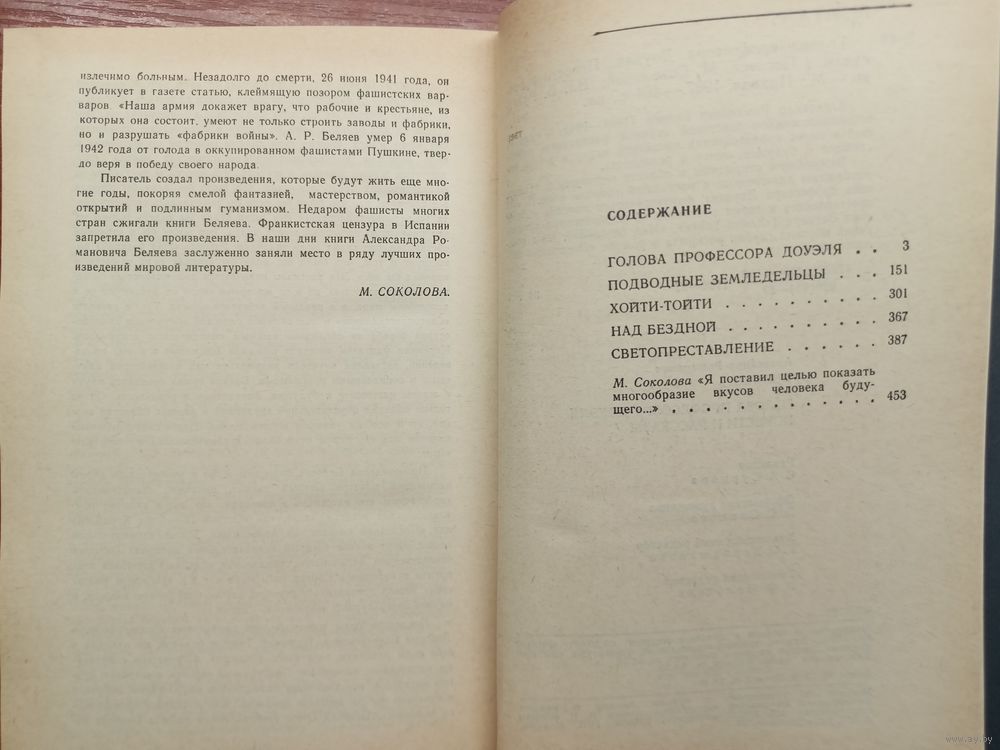 излечимо больным. Незадолго до смерти, 26 июня 1941 года, он
публикует в газете статью, клеймящую позором фашистских вар-
варов «Наша армия докажет врагу, что рабочие и крестьяне, из
которых она состоит, умеют не только строить заводы и фабрики,
но и разрушать «фабрики войны». А. Р. Беляев умер 6 января
1942 года от голода в оккупированном фашистами Пушкине, твер-
до веря в победу своего народа.
Писатель создал произведения, которые будут жить еще мно-
гие годы, покоряя смелой фантазией, мастерством, романтикой
открытий и подлинным гуманизмом. Недаром фашисты многих
стран сжигали книги Беляева. Франкистская цензура в Испании
запретила его произведения. В наши дни книги Александра Ро-
мановича Беляева заслуженно заняли место в ряду лучших про-
изведений мировой литературы.
М. СОКОЛОВА.
СОДЕРЖАНИЕ
ГОЛОВА ПРОФЕССОРА ДОУЭЛЯ . . 3
ПОДВОДНЫЕ ЗЕМЛЕДЕЛЬЦЫ . . . 151
ХОЙТИ-ТОЙТИ . . . . . . . . . 301
НАД БЕЗДНОЙ . . . . . . . . . 367
СВЕТОПРЕСТАВЛЕНИЕ . . . . . . 387
М. Соколова «Я поставил целью показать
многообразие вкусов человека буду-
щего...» . . . . . . . . . . . . . 453
www.ay.by